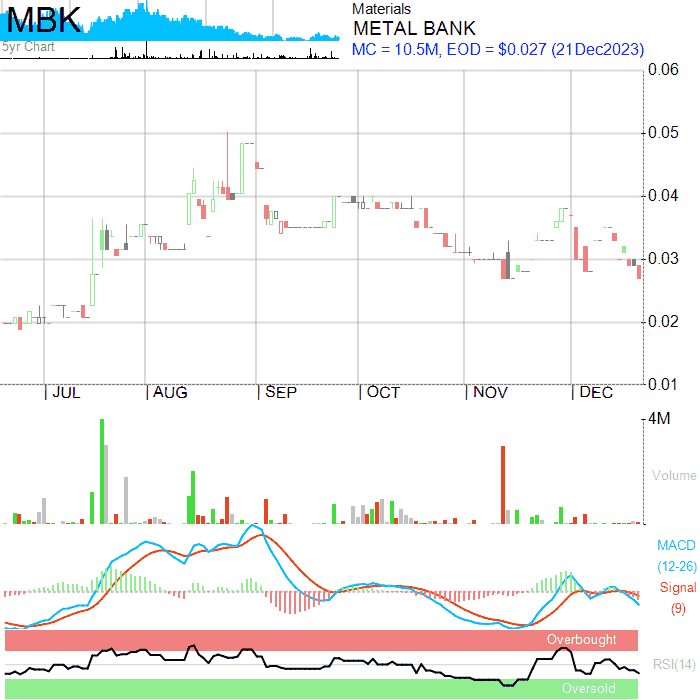 MBK
5yr Chart
Materials
METAL BANK
MC = 10.5M, EOD = $0.027 (21Dec2023)
0.06
0.05
0.04
0.03
0.02
0.01
JUL AUG SEP OCT NOV DEC
4M
Volume
MACD
(12-26)
Signal
(9)
Overbought
RSI(14)
Oversold